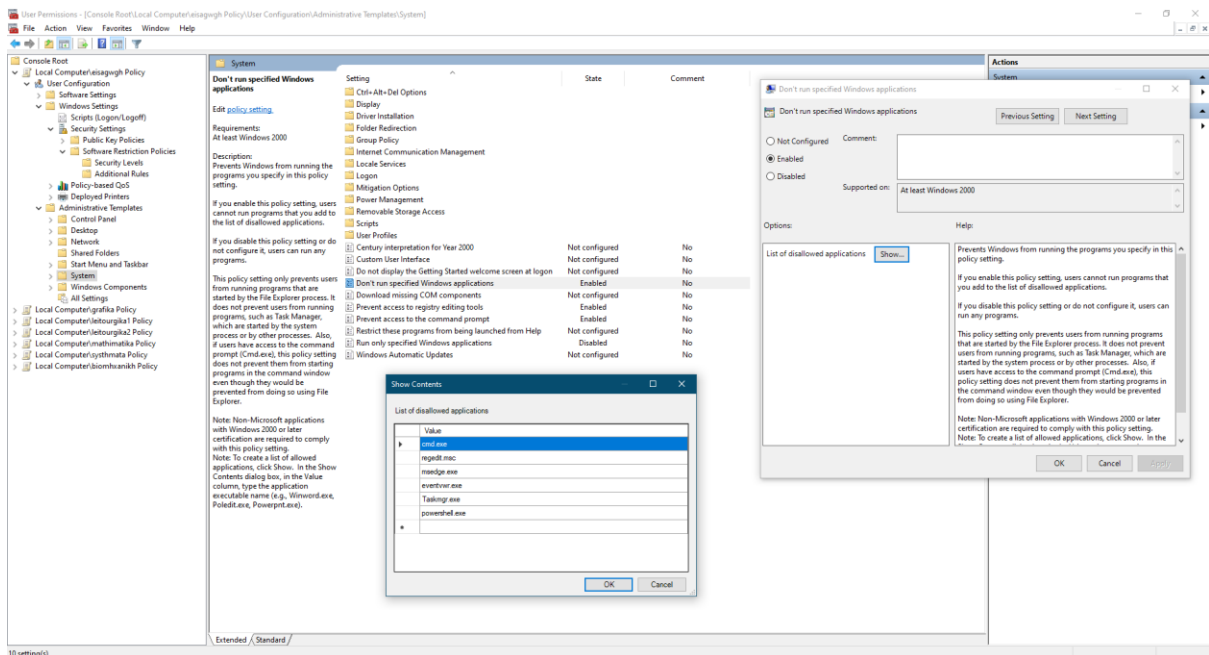 User Permissions - [Console Root\Local Computer\eisagwgh Policy\User Configuration\Administrative Templates\System]
File Action View Favorites Window Help
Console Root
Local Computer\eisagwgh Policy
User Configuration
Software Settings
Windows Settings
Scripts (Logon/Logoff)
Security Settings
Public Key Policies
Software Restriction Policies
Security Levels
Additional Rules
Policy-based QoS
Deployed Printers
Administrative Templates
Control Panel
Desktop
Network
Shared Folders
Start Menu and Taskbar
System
Windows Components
All Settings
Local Computer\grafika Policy
Local Computer\leitourgika1 Policy
Local Computer\leitourgika2 Policy
Local Computer\mathimatika Policy
Local Computer\systhmata Policy
Local Computer\biomhxanikh Policy
System
Don't run specified Windows
applications
Edit policy setting.
Requirements:
At least Windows 2000
Description:
Prevents Windows from running the
programs you specify in this policy
setting.
If you enable this policy setting, users
cannot run programs that you add to
the list of disallowed applications.
If you disable this policy setting or do
not configure it, users can run any
programs.
This policy setting only prevents users
from running programs that are
started by the File Explorer process. It
does not prevent users from running
programs, such as Task Manager,
which are started by the system
process or by other processes. Also,
if users have access to the command
prompt (Cmd.exe), this policy setting
does not prevent them from starting
programs in the command window
even though they would be
prevented from doing so using File
Explorer.
Note: Non-Microsoft applications
with Windows 2000 or later
certification are required to comply
with this policy setting.
Note: To create a list of allowed
applications, click Show. In the Show
Contents dialog box, in the Value
column, type the application
executable name (e.g., Winword.exe,
Poledit.exe, Powerpnt.exe).
Setting State Comment
Ctrl+Alt+Del Options
Display
Driver Installation
Folder Redirection
Group Policy
Internet Communication Management
Locale Services
Logon
Mitigation Options
Power Management
Removable Storage Access
Scripts
User Profiles
Century interpretation for Year 2000 Not configured No
Custom User Interface Not configured No
Do not display the Getting Started welcome screen at logon Not configured No
Don't run specified Windows applications Enabled No
Download missing COM components Not configured No
Prevent access to registry editing tools Enabled No
Prevent access to the command prompt Enabled No
Restrict these programs from being launched from Help Not configured No
Run only specified Windows applications Disabled No
Windows Automatic Updates Not configured No
Show Contents
List of disallowed applications
Value
cmd.exe
regedit.msc
msedge.exe
eventvwr.exe
Taskmgr.exe
powershell.exe
OK Cancel
Actions
System
Don't run specified Windows applications
Don't run specified Windows applications
Previous Setting Next Setting
Not Configured
Enabled
Disabled
Comment:
Supported on: At least Windows 2000
Options: Help:
List of disallowed applications Show...
Prevents Windows from running the programs you specify in this
policy setting.
If you enable this policy setting, users cannot run programs that
you add to the list of disallowed applications.
If you disable this policy setting or do not configure it, users can
run any programs.
This policy setting only prevents users from running programs
that are started by the File Explorer process. It does not prevent
users from running programs, such as Task Manager, which are
started by the system process or by other processes. Also, if
users have access to the command prompt (Cmd.exe), this
policy setting does not prevent them from starting programs in
the command window even though they would be prevented
from doing so using File Explorer.
Note: Non-Microsoft applications with Windows 2000 or later
certification are required to comply with this policy setting.
Note: To create a list of allowed applications, click Show. In the
OK Cancel Apply
Extended Standard
10 setting(s)